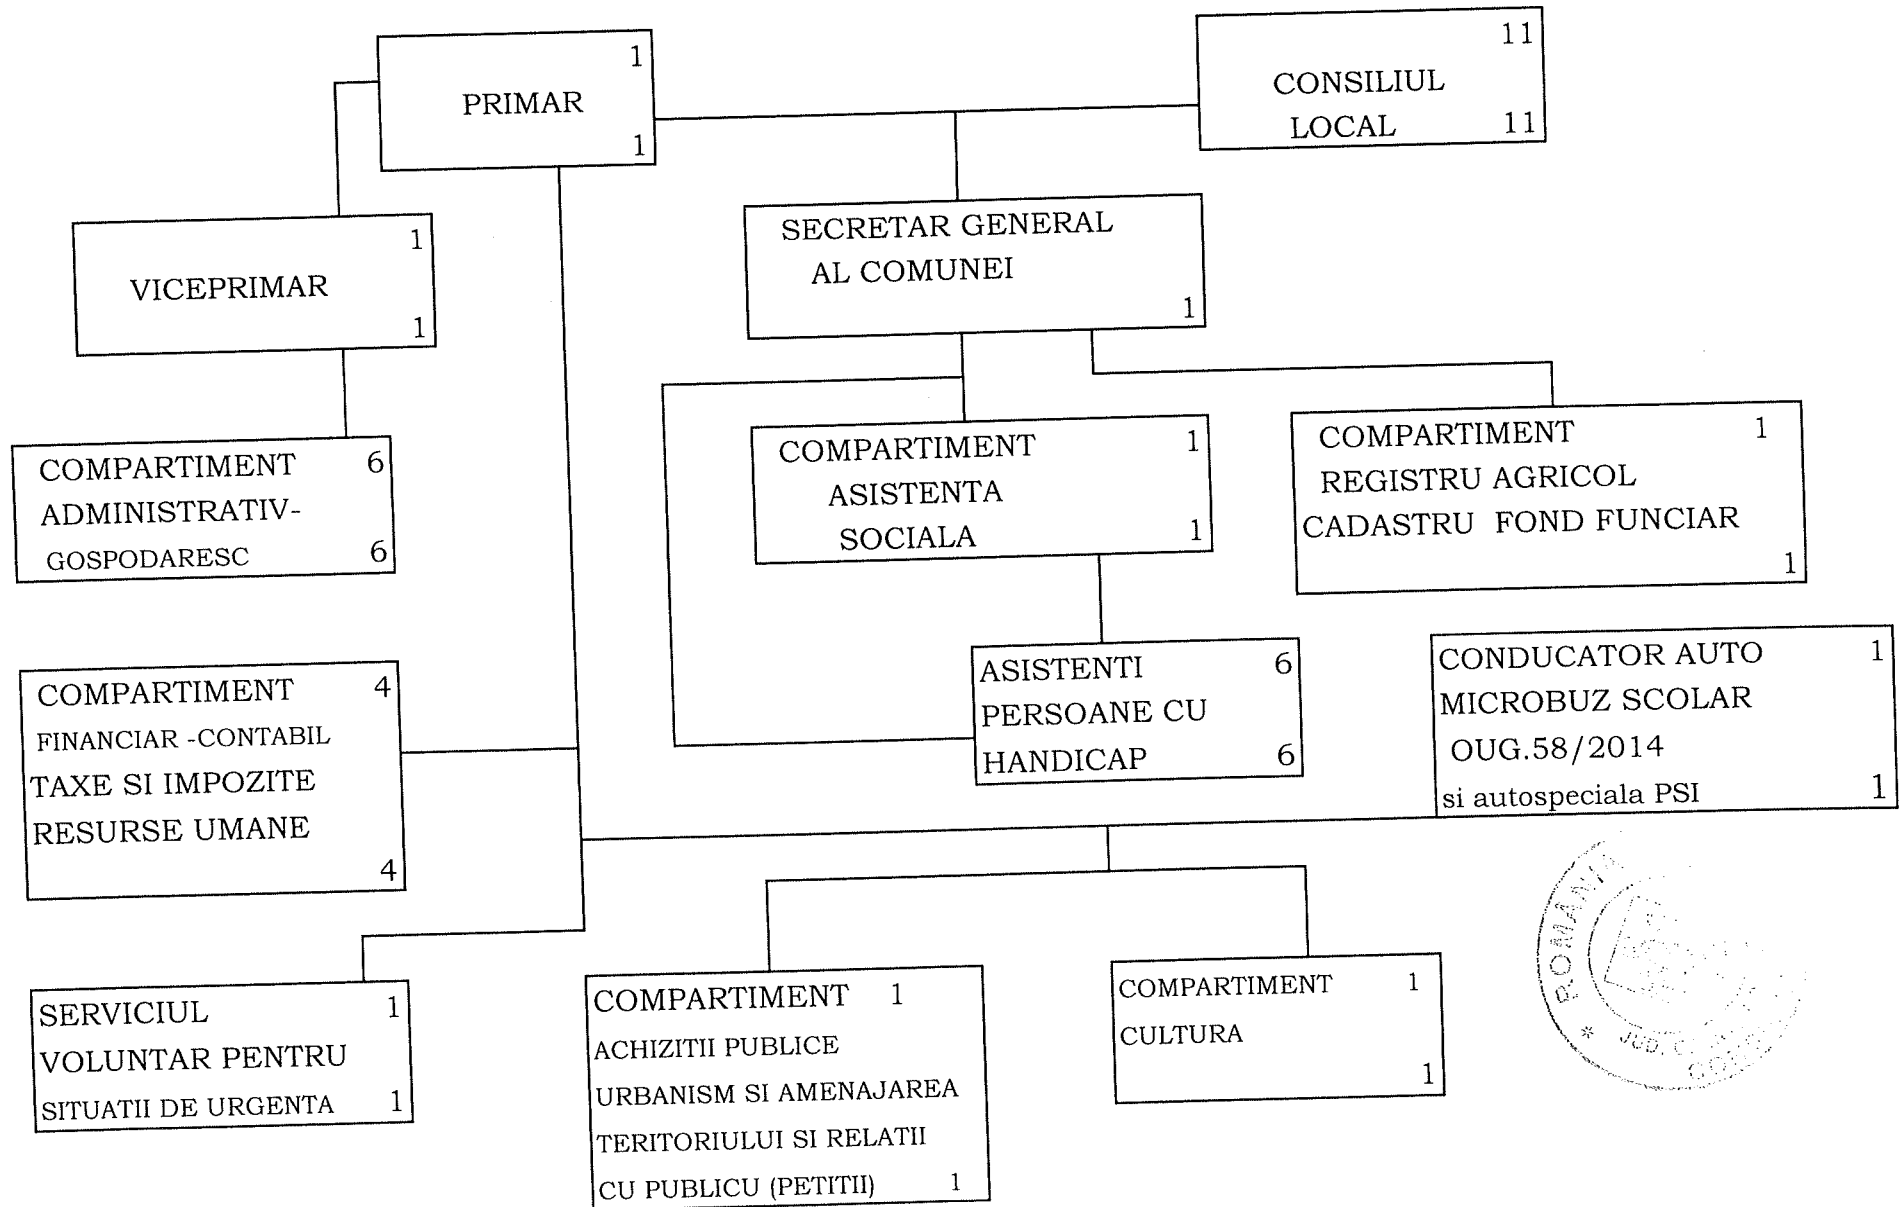 1
PRIMAR
1
11
CONSILIUL
LOCAL 11
1
VICEPRIMAR
1
SECRETAR GENERAL
AL COMUNEI
1
COMPARTIMENT 6
ADMINISTRATIV-
GOSPODARESC 6
COMPARTIMENT 1
ASISTENTA
SOCIALA 1
COMPARTIMENT 1
REGISTRU AGRICOL
CADASTRU FOND FUNCIAR
1
COMPARTIMENT 4
FINANCIAR -CONTABIL
TAXE SI IMPOZITE
RESURSE UMANE
4
ASISTENTI 6
PERSOANE CU
HANDICAP 6
CONDUCATOR AUTO 1
MICROBUZ SCOLAR
OUG.58/2014
si autospeciala PSI 1
SERVICIUL 1
VOLUNTAR PENTRU
SITUATII DE URGENTA 1
COMPARTIMENT 1
ACHIZITII PUBLICE
URBANISM SI AMENAJAREA
TERITORIULUI SI RELATII
CU PUBLICU (PETITII) 1
COMPARTIMENT 1
CULTURA
1
* ROMANIA
JUD.